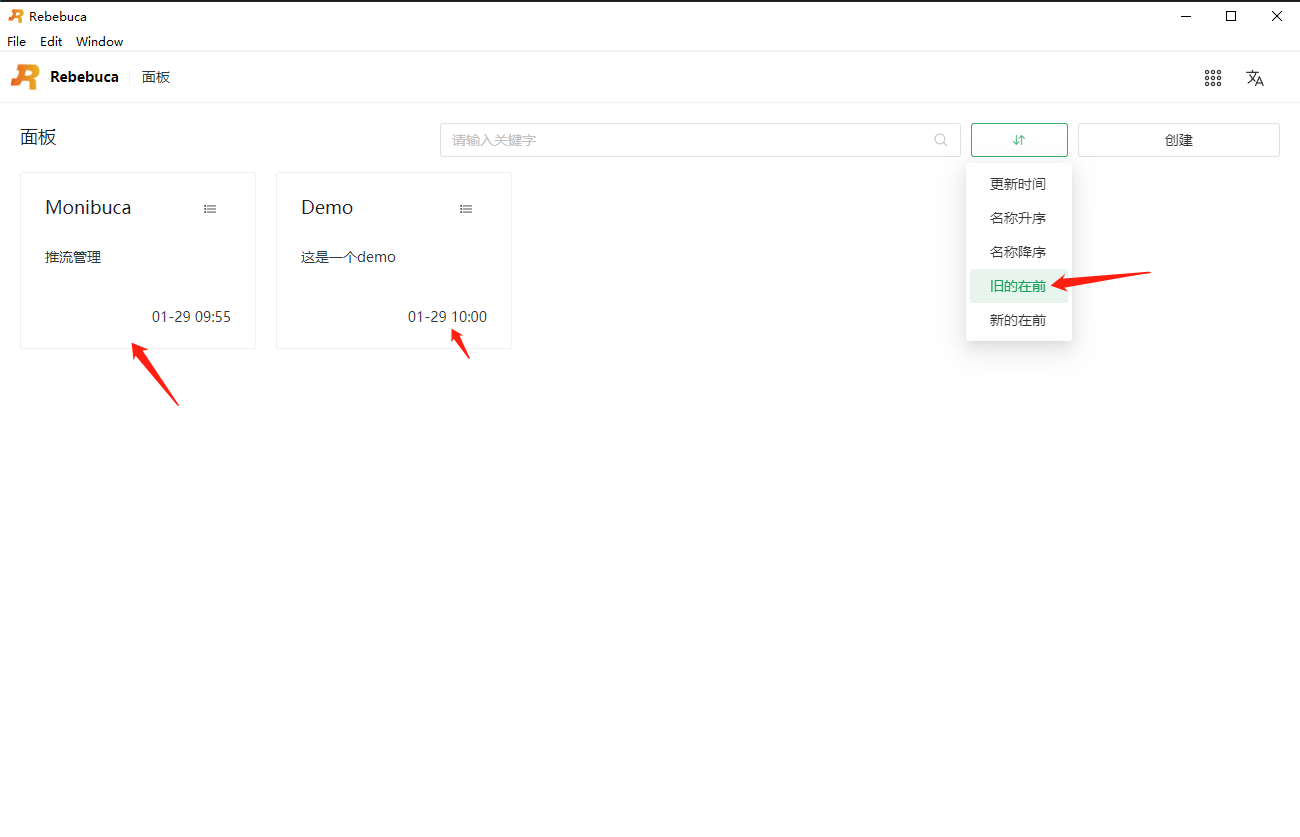 Rebebuca
File Edit Window
Rebebuca 面板
面板
请输入关键字
创建
更新时间
名称升序
名称降序
旧的在前
新的在前
Monibuca
推流管理
01-29 09:55
Demo
这是一个demo
01-29 10:00